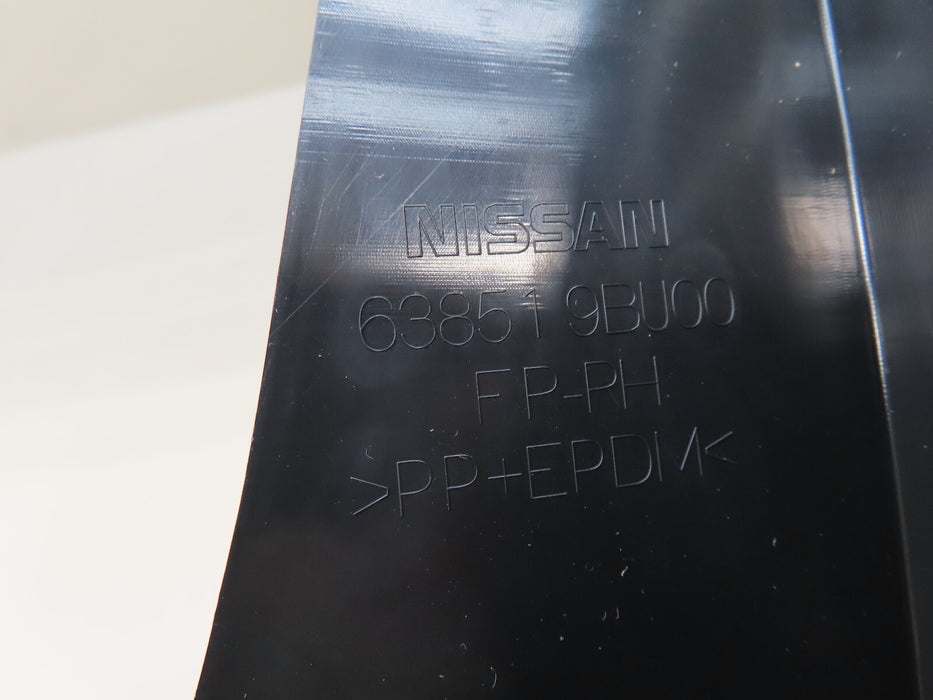 NISSAN
63851 9BU00
FP-RH
>PP+EPDM<